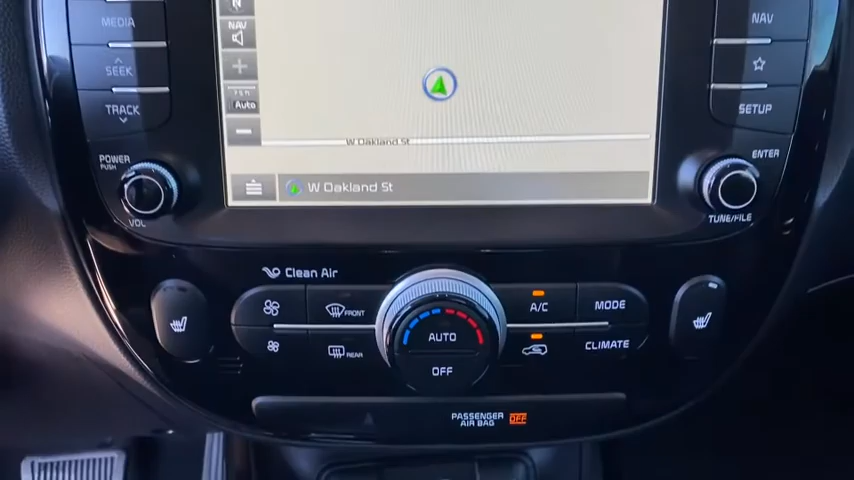 N
MEDIA
NAV
NAV
SEEK
Auto
TRACK
SETUP
W Oakland St
POWER
PUSH
ENTER
W Oakland St
VOL
TUNE/FILE
Clean Air
FRONT
A/C
MODE
AUTO
REAR
CLIMATE
OFF
PASSENGER
AIR BAG
OFF